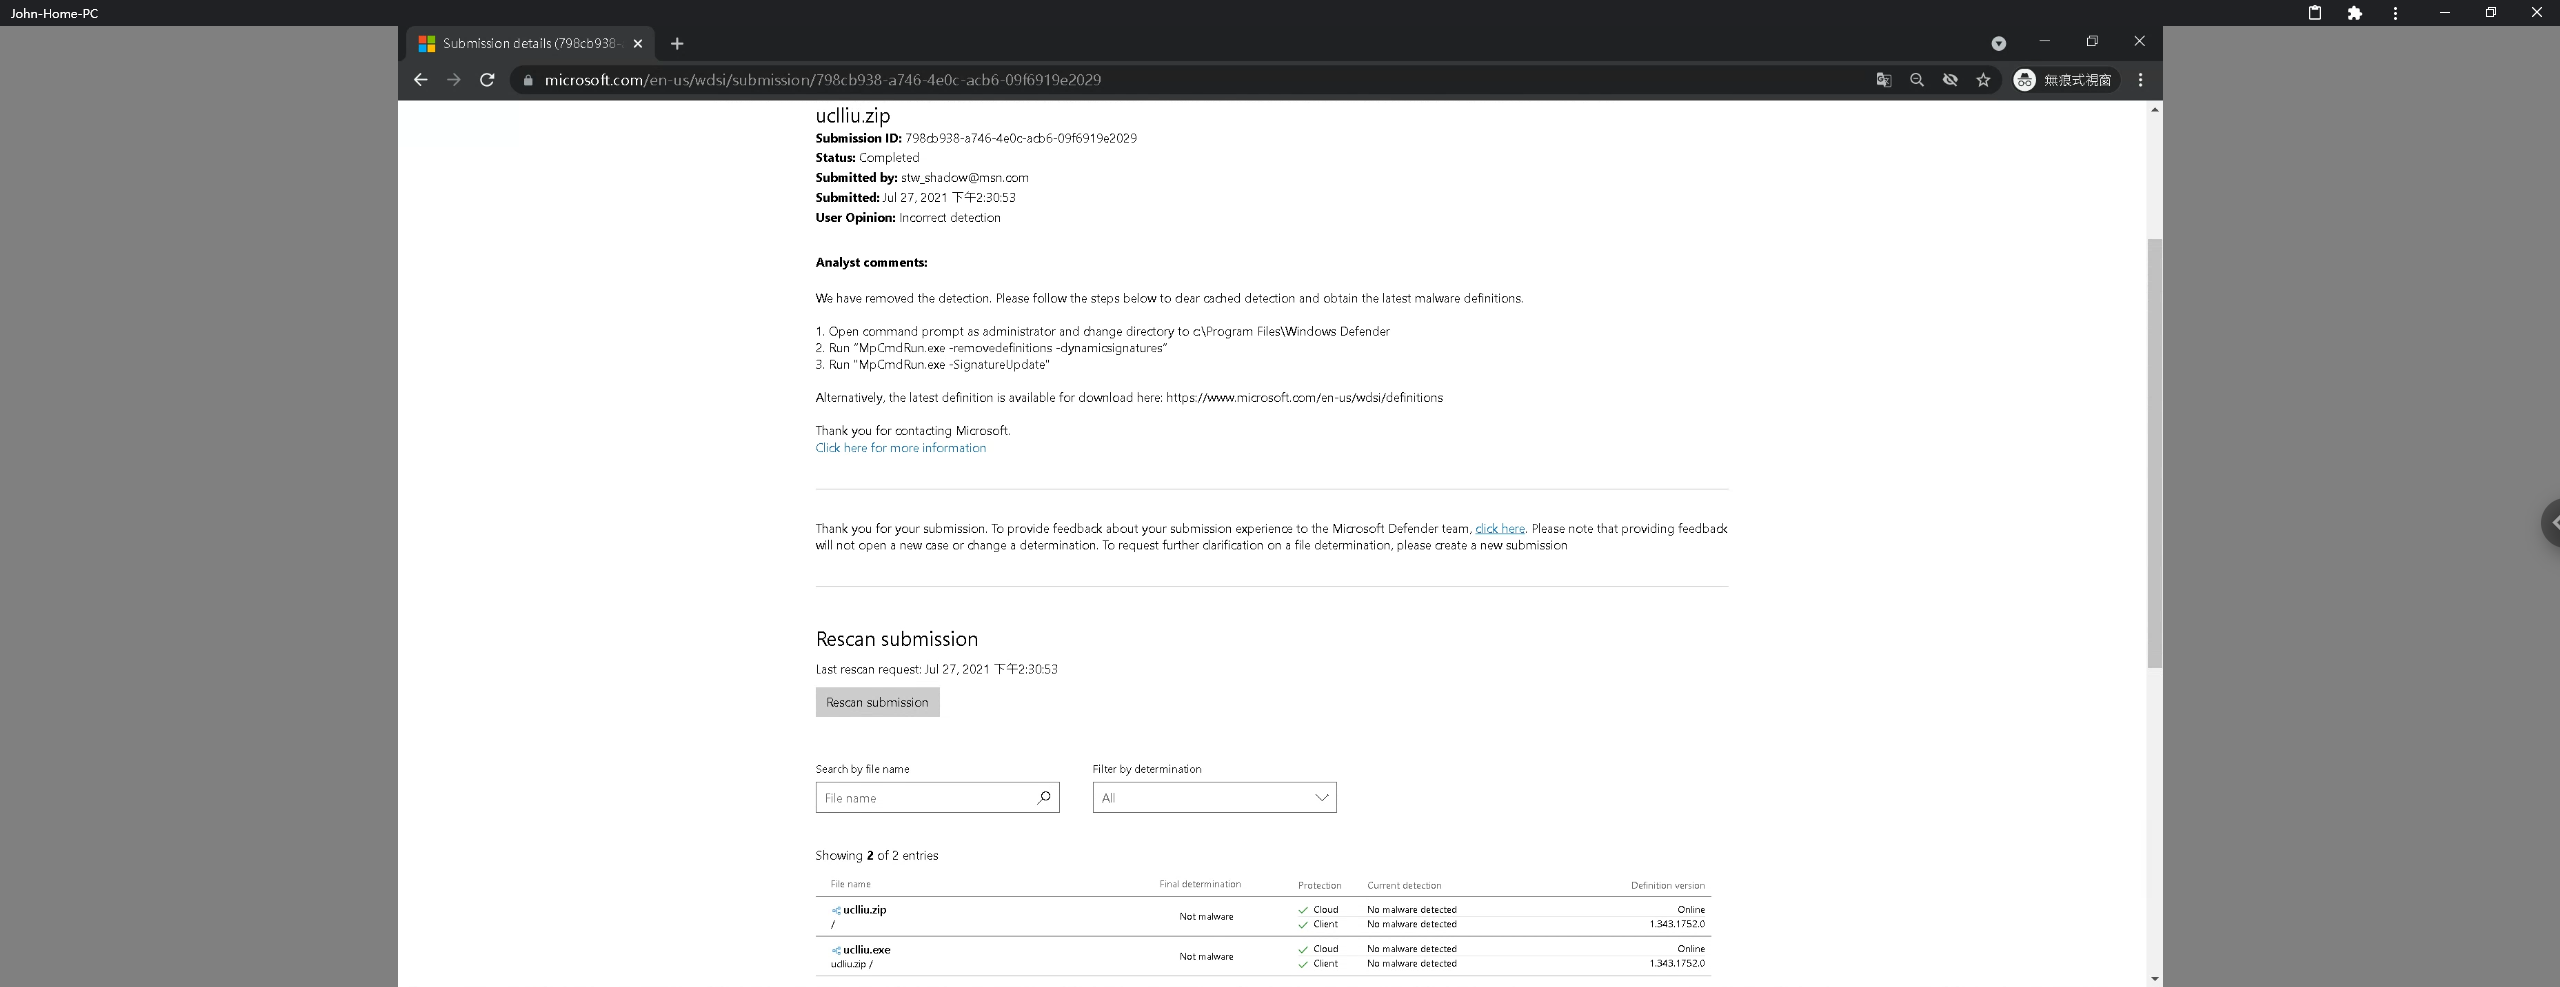 John-Home-PC
Submission details (798cb938-
microsoft.com/en-us/wdsi/submission/798cb938-a746-4e0c-acb6-09f6919e2029
無痕式視窗
uclliu.zip
Submission ID: 798cb938-a746-4e0c-acb6-09f6919e2029
Status: Completed
Submitted by: stw_shadow@msn.com
Submitted: Jul 27, 2021 下午2:30:53
User Opinion: Incorrect detection
Analyst comments:
We have removed the detection. Please follow the steps below to clear cached detection and obtain the latest malware definitions.
1. Open command prompt as administrator and change directory to c:\Program Files\Windows Defender
2. Run “MpCmdRun.exe -removedefinitions -dynamicsignatures”
3. Run "MpCmdRun.exe -SignatureUpdate"
Alternatively, the latest definition is available for download here: https://www.microsoft.com/en-us/wdsi/definitions
Thank you for contacting Microsoft.
Click here for more information
Thank you for your submission. To provide feedback about your submission experience to the Microsoft Defender team, click here. Please note that providing feedback
will not open a new case or change a determination. To request further clarification on a file determination, please create a new submission
Rescan submission
Last rescan request: Jul 27, 2021 下午2:30:53
Rescan submission
Search by file name
Filter by determination
File name
All
Showing 2 of 2 entries
File name Final determination Protection Current detection Definition version
uclliu.zip Not malware Cloud No malware detected Online
/ Client No malware detected 1.343.1752.0
uclliu.exe Not malware Cloud No malware detected Online
uclliu.zip / Client No malware detected 1.343.1752.0